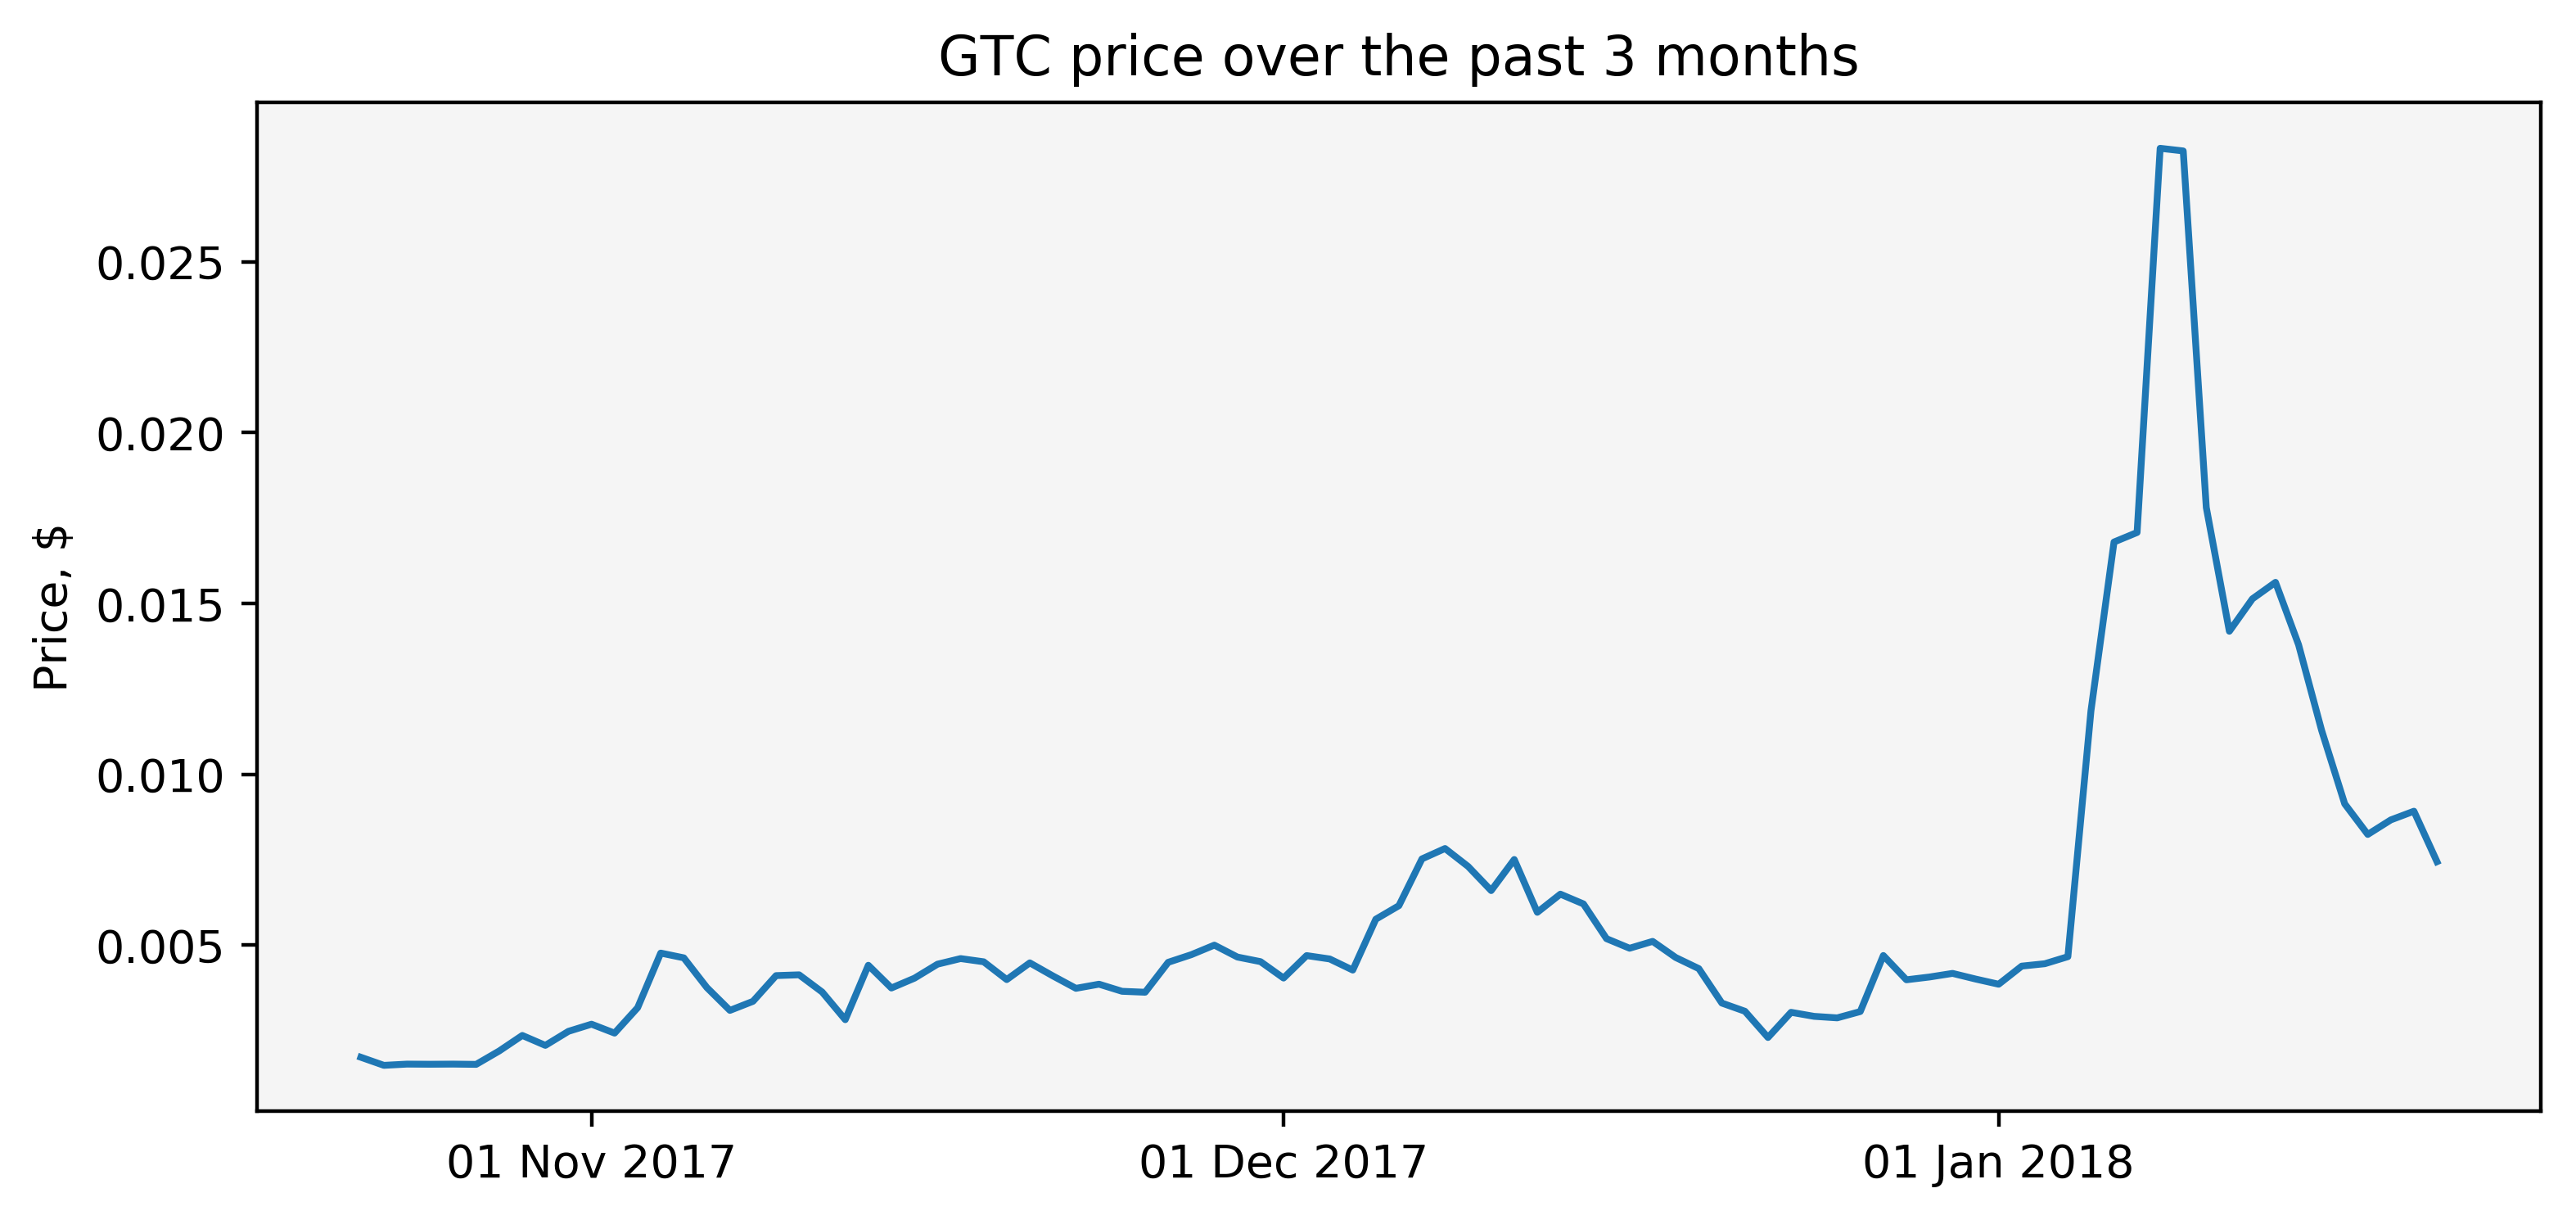 GTC price over the past 3 months
Price, $
0.025
0.020
0.015
0.010
0.005
01 Nov 2017
01 Dec 2017
01 Jan 2018